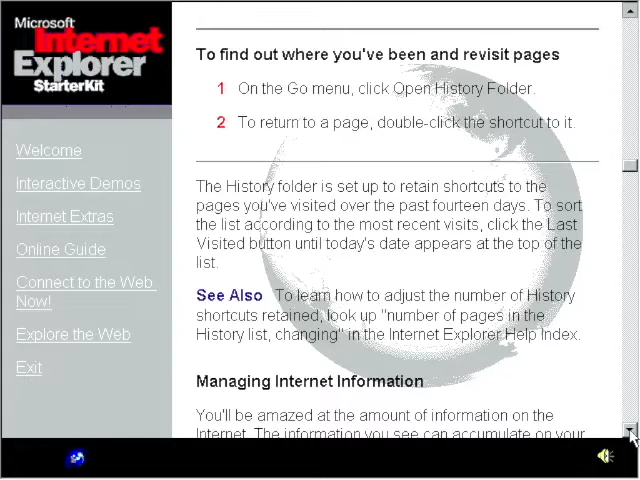 Microsoft
Internet
Explorer
StarterKit
Welcome
Interactive Demos
Internet Extras
Online Guide
Connect to the Web
Now!
Explore the Web
Exit
To find out where you've been and revisit pages
1 On the Go menu, click Open History Folder.
2 To return to a page, double-click the shortcut to it.
The History folder is set up to retain shortcuts to the
pages you've visited over the past fourteen days. To sort
the list according to the most recent visits, click the Last
Visited button until today's date appears at the top of the
list.
See Also To learn how to adjust the number of History
shortcuts retained, look up "number of pages in the
History list, changing" in the Internet Explorer Help Index.
Managing Internet Information
You'll be amazed at the amount of information on the
Internet. The information you see can accumulate on your